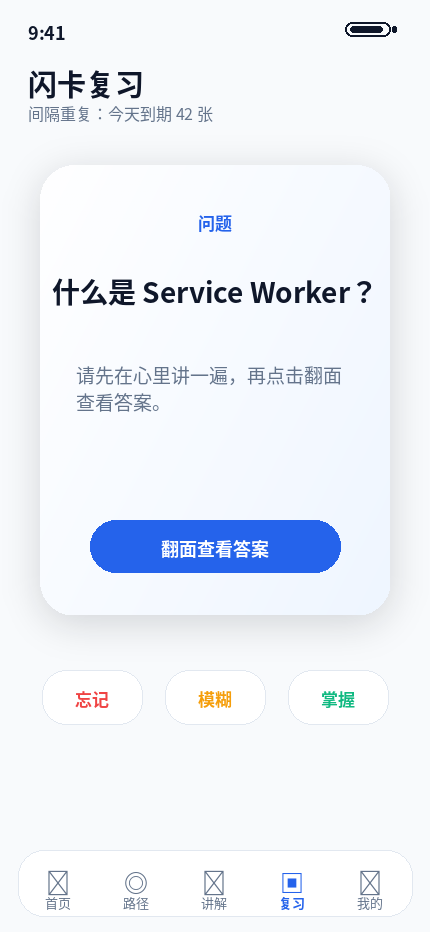 9:41
闪卡复习
间隔重复：今天到期 42 张
问题
什么是 Service Worker？
请先在心里讲一遍，再点击翻面
查看答案。
翻面查看答案
忘记
模糊
掌握
首页
路径
讲解
复习
我的